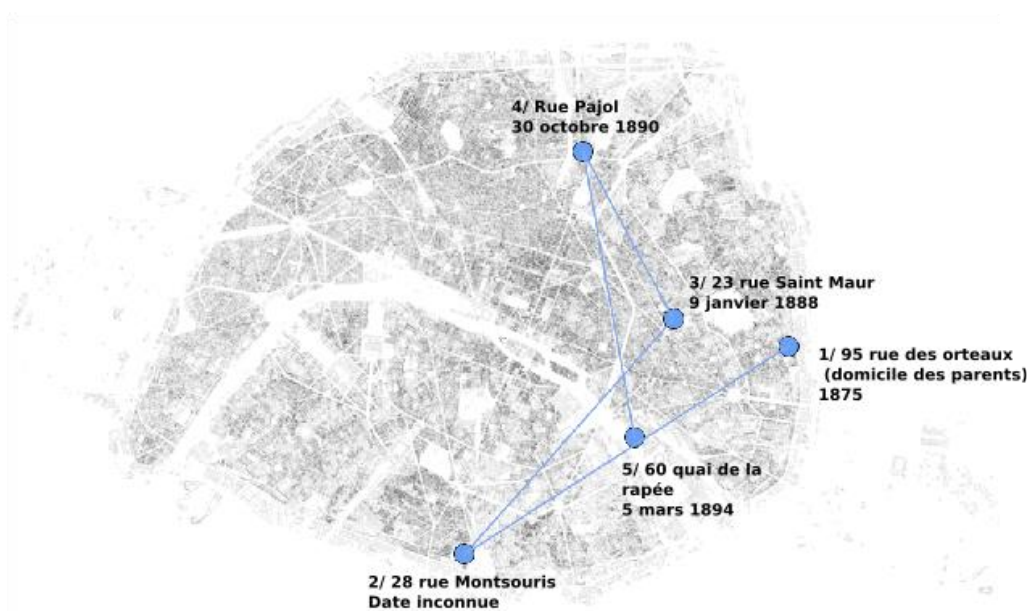 4/ Rue Pajol
30 octobre 1890
3/ 23 rue Saint Maur
9 janvier 1888
1/ 95 rue des orteaux
(domicile des parents)
1875
5/ 60 quai de la
rapée
5 mars 1894
2/ 28 rue Montsouris
Date inconnue